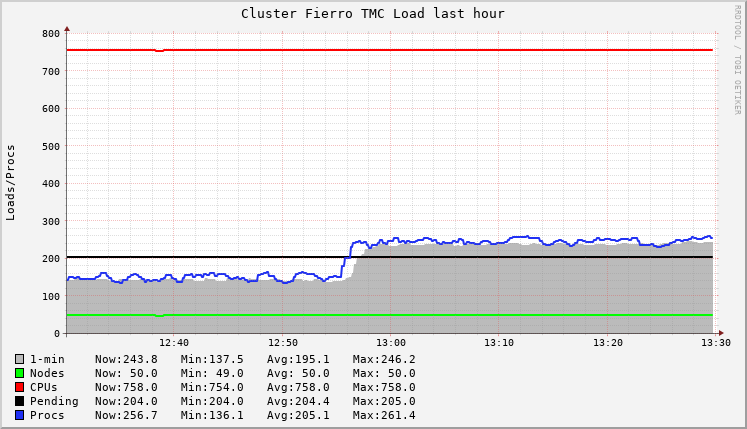 Cluster Fierro TMC Load last hour
RRDTOOL / TOBI OETIKER
Loads/Procs
800
700
600
500
400
300
200
100
0
12:40 12:50 13:00 13:10 13:20 13:30
1-min Now:243.8 Min:137.5 Avg:195.1 Max:246.2
Nodes Now: 50.0 Min: 49.0 Avg: 50.0 Max: 50.0
CPUs Now:758.0 Min:754.0 Avg:758.0 Max:758.0
Pending Now:204.0 Min:204.0 Avg:204.4 Max:205.0
Procs Now:256.7 Min:136.1 Avg:205.1 Max:261.4